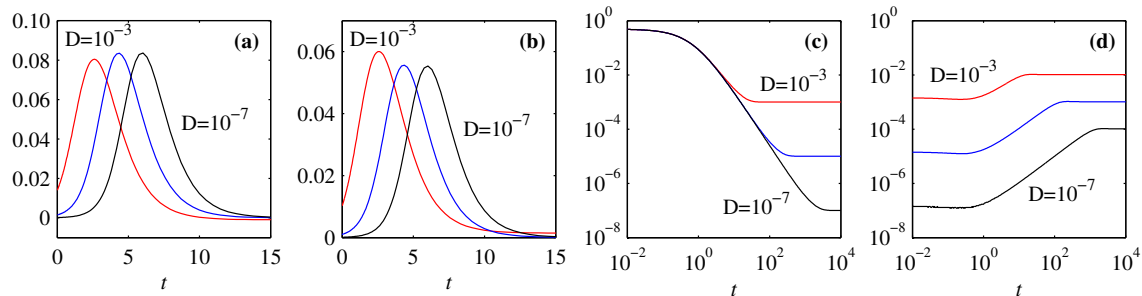 0.10
0.08
0.06
0.04
0.02
0
D=10⁻³
(a)
D=10⁻⁷
0 5 10 15
t
0.06
0.04
0.02
0
D=10⁻³
(b)
D=10⁻⁷
0 5 10 15
t
10⁰
10⁻²
10⁻⁴
10⁻⁶
10⁻⁸
(c)
D=10⁻³
D=10⁻⁷
10⁻² 10⁰ 10² 10⁴
t
10⁰
10⁻²
10⁻⁴
10⁻⁶
10⁻⁸
(d)
D=10⁻³
D=10⁻⁷
10⁻² 10⁰ 10² 10⁴
t